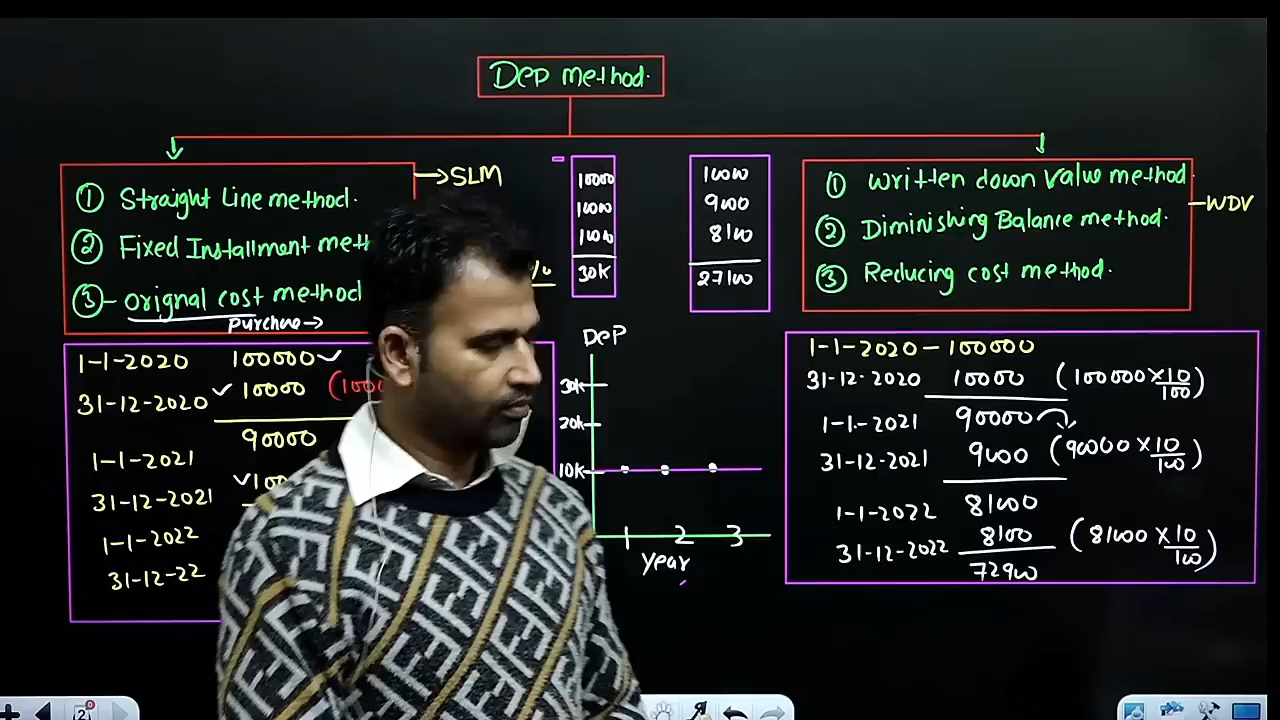 Dep method.
① Straight Line method.
② Fixed Installment meth
③- orignal cost method
Purchase →
→ SLM
%
10000
10000
10000
30K
10000
9000
8100
27100
① Written down Value method.
② Diminishing Balance method.
③ Reducing cost method.
WDV
1-1-2020 100000 ✓
31-12-2020 ✓ 10000 (1000
90000
1-1-2021
31-12-2021 ✓ 100
1-1-2022
31-12-22
DeP
30K
20K
10K
1 2 3
year
1-1-2020 - 100000
31-12-2020 10000 (100000 × 10/100)
1-1-2021 90000
31-12-2021 9000 (90000 × 10/100)
1-1-2022 81000
31-12-2022 8100 (81000 × 10/100)
72900
2